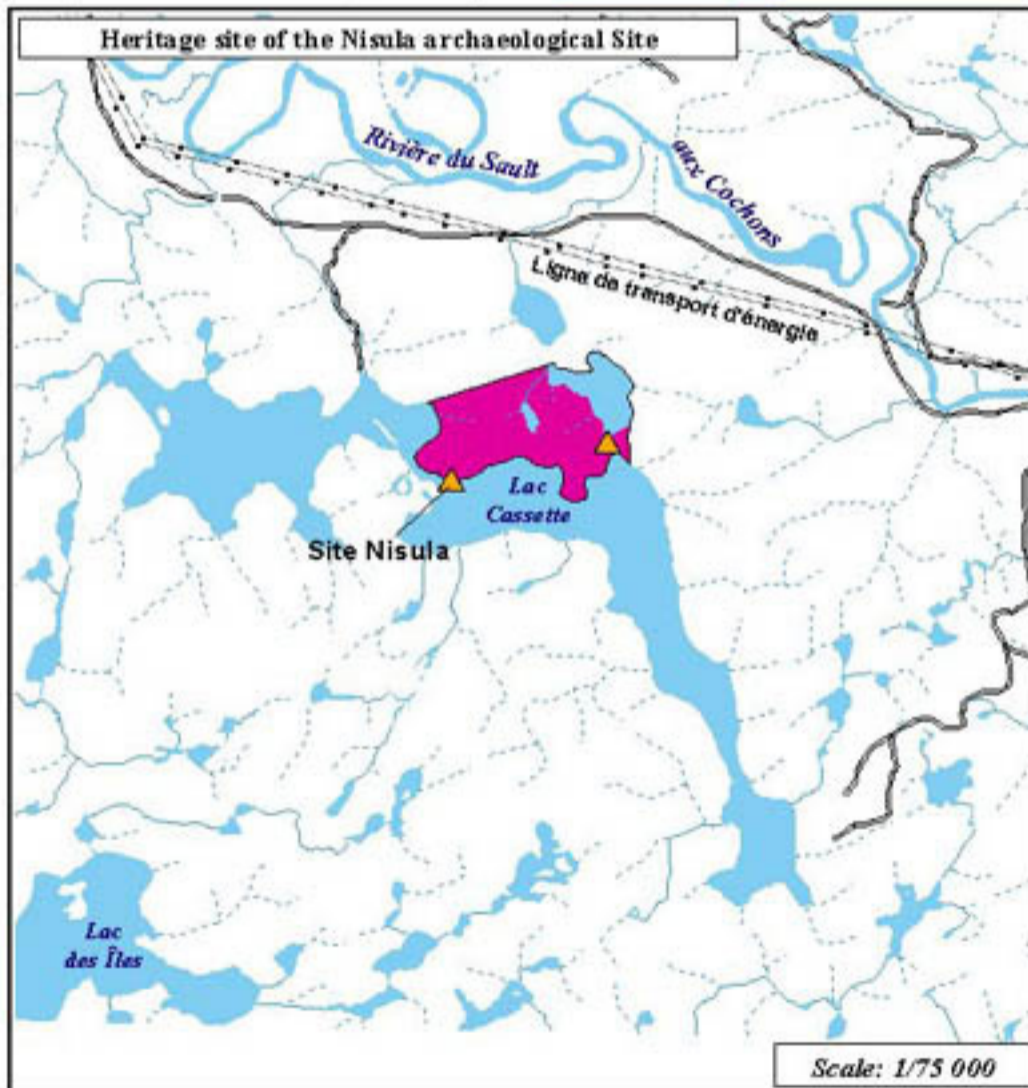 Heritage site of the Nisula archaeological Site
Rivière du Sault
aux Cochons
Ligne de transport d'énergie
Lac
Cassette
Site Nisula
Lac
des Îles
Scale: 1/75 000